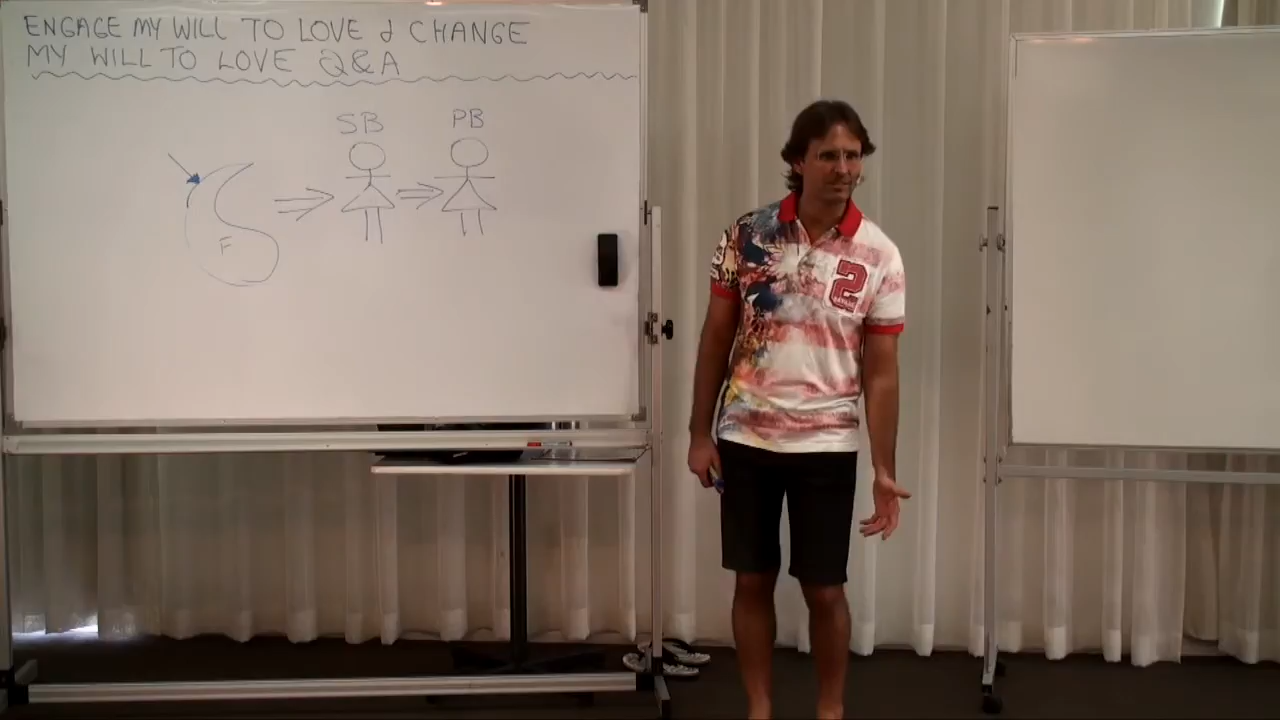 ENGAGE MY WILL TO LOVE & CHANGE
MY WILL TO LOVE Q&A
SB
PB
F
2